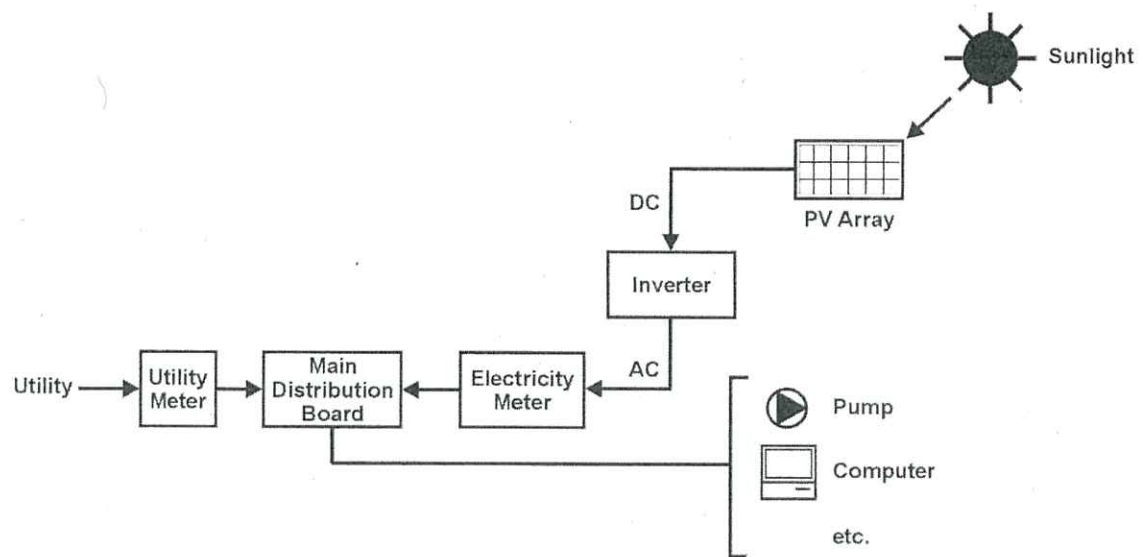 Sunlight
PV Array
DC
Inverter
AC
Utility
Utility
Meter
Main
Distribution
Board
Electricity
Meter
Pump
Computer
etc.